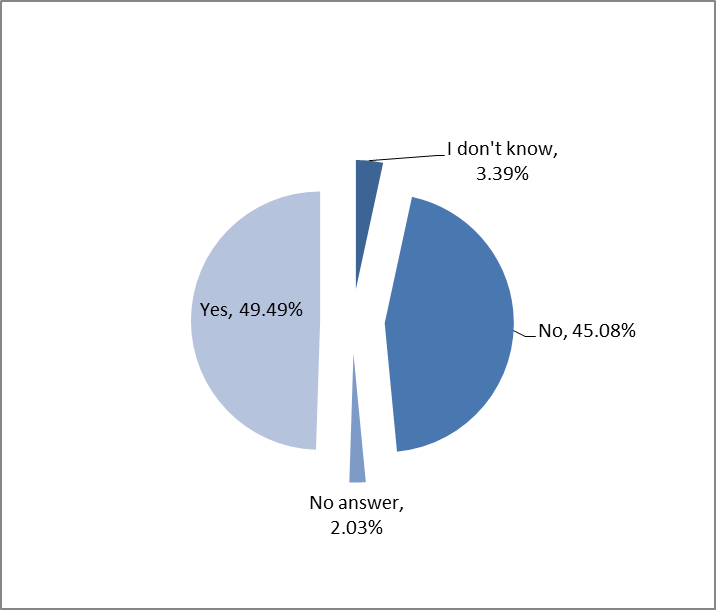 I don't know,
3.39%
Yes, 49.49%
No, 45.08%
No answer,
2.03%